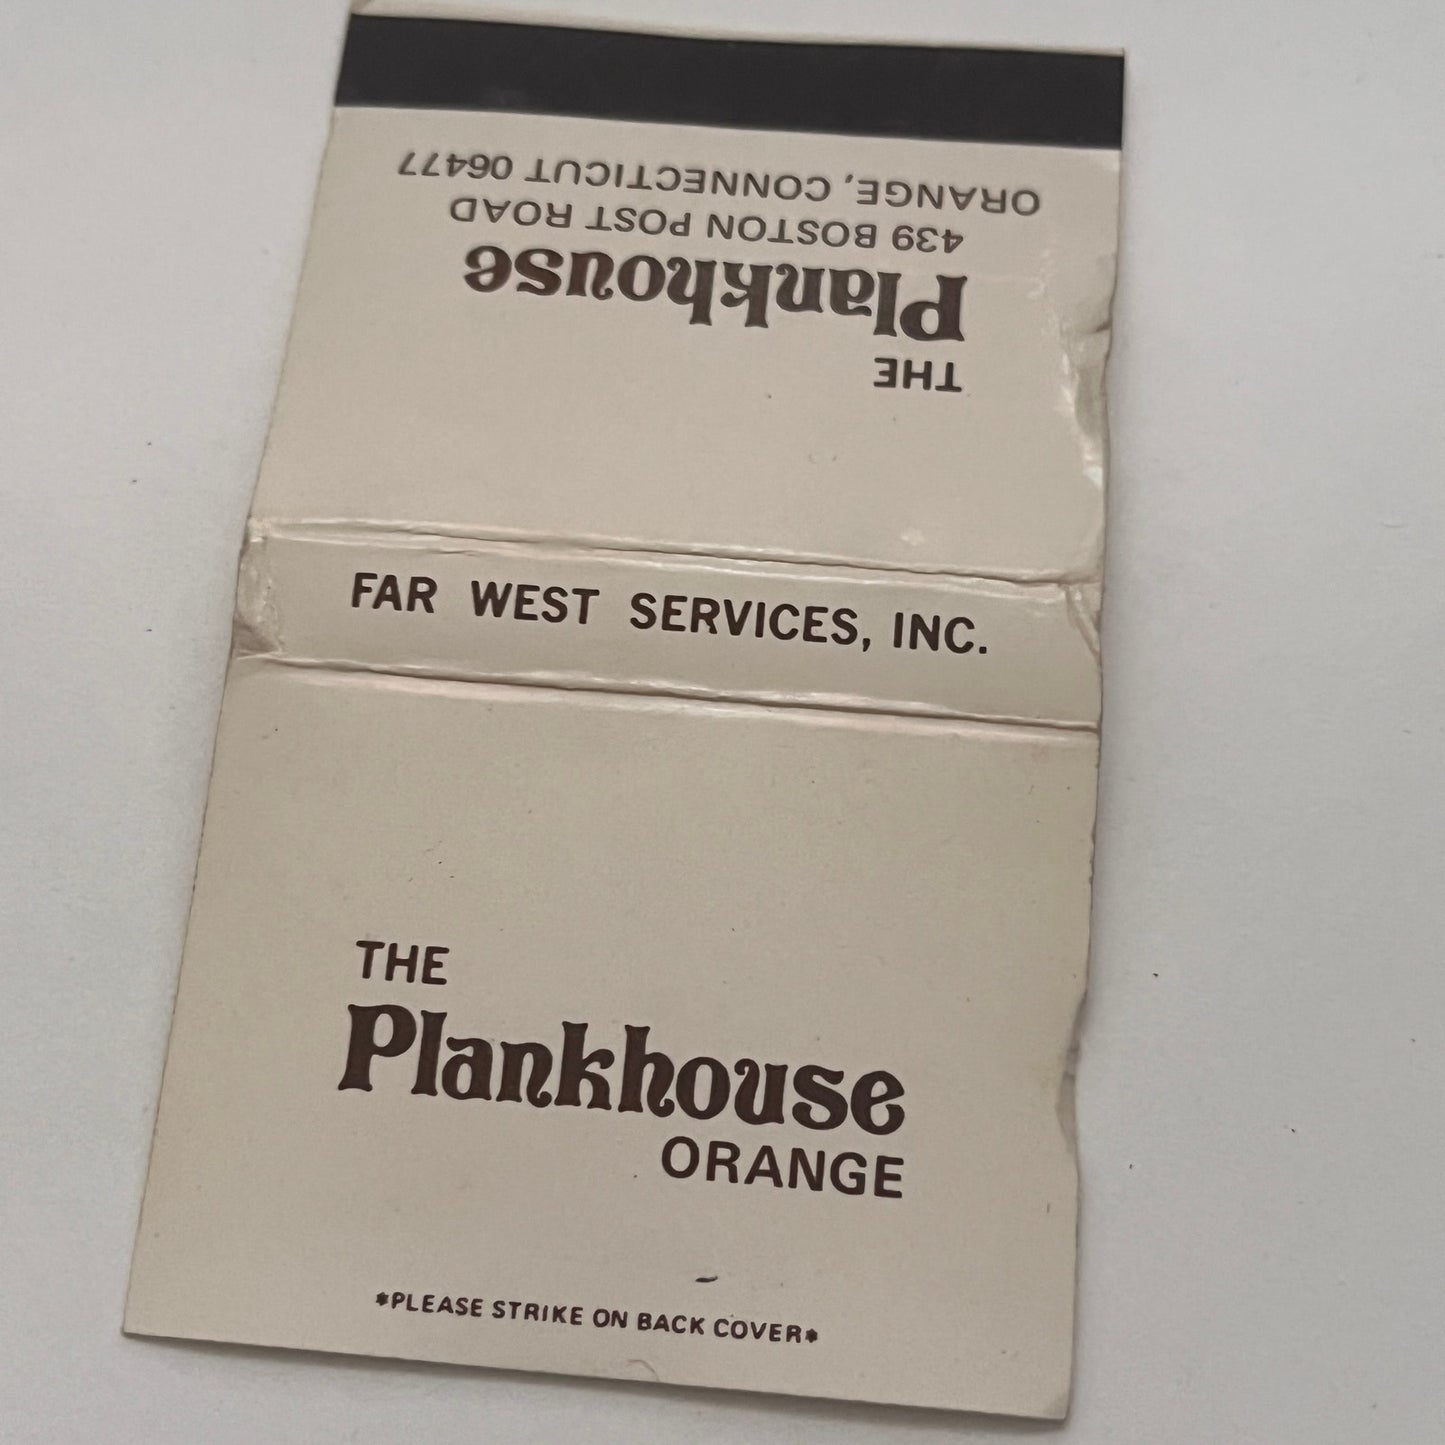 ORANGE, CONNECTICUT 06477
439 BOSTON POST ROAD
Plankhouse
THE
FAR WEST SERVICES, INC.
THE
Plankhouse
ORANGE
*PLEASE STRIKE ON BACK COVER*